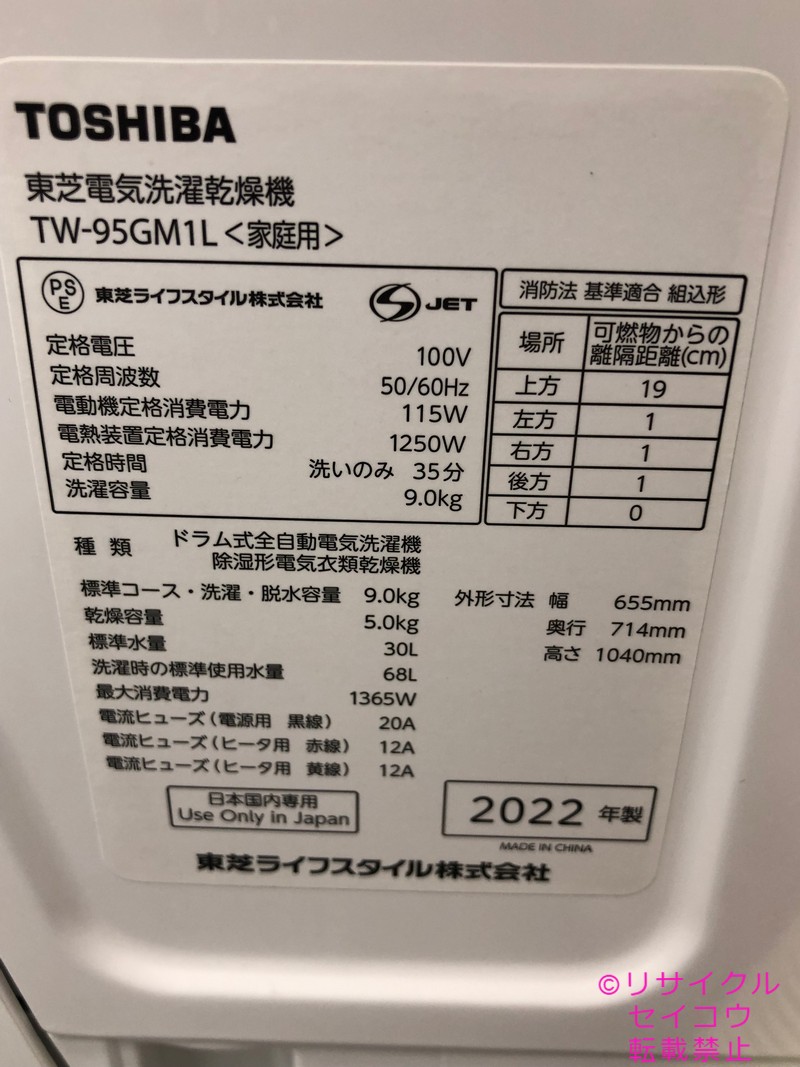 TOSHIBA
東芝電気洗濯乾燥機
TW-95GM1L<家庭用>
PSE 東芝ライフスタイル株式会社 S JET
定格電圧 100V
定格周波数 50/60Hz
電動機定格消費電力 115W
電熱装置定格消費電力 1250W
定格時間 洗いのみ 35分
洗濯容量 9.0kg
消防法 基準適合 組込形
場所 可燃物からの離隔距離(cm)
上方 19
左方 1
右方 1
後方 1
下方 0
種類 ドラム式全自動電気洗濯機
除湿形電気衣類乾燥機
標準コース・洗濯・脱水容量 9.0kg
乾燥容量 5.0kg
標準水量 30L
洗濯時の標準使用水量 68L
最大消費電力 1365W
電流ヒューズ(電源用 黒線) 20A
電流ヒューズ(ヒータ用 赤線) 12A
電流ヒューズ(ヒータ用 黄線) 12A
外形寸法 幅 655mm
奥行 714mm
高さ 1040mm
日本国内専用
Use Only in Japan
2022 年製
MADE IN CHINA
東芝ライフスタイル株式会社
©リサイクル
セイコウ
転載禁止